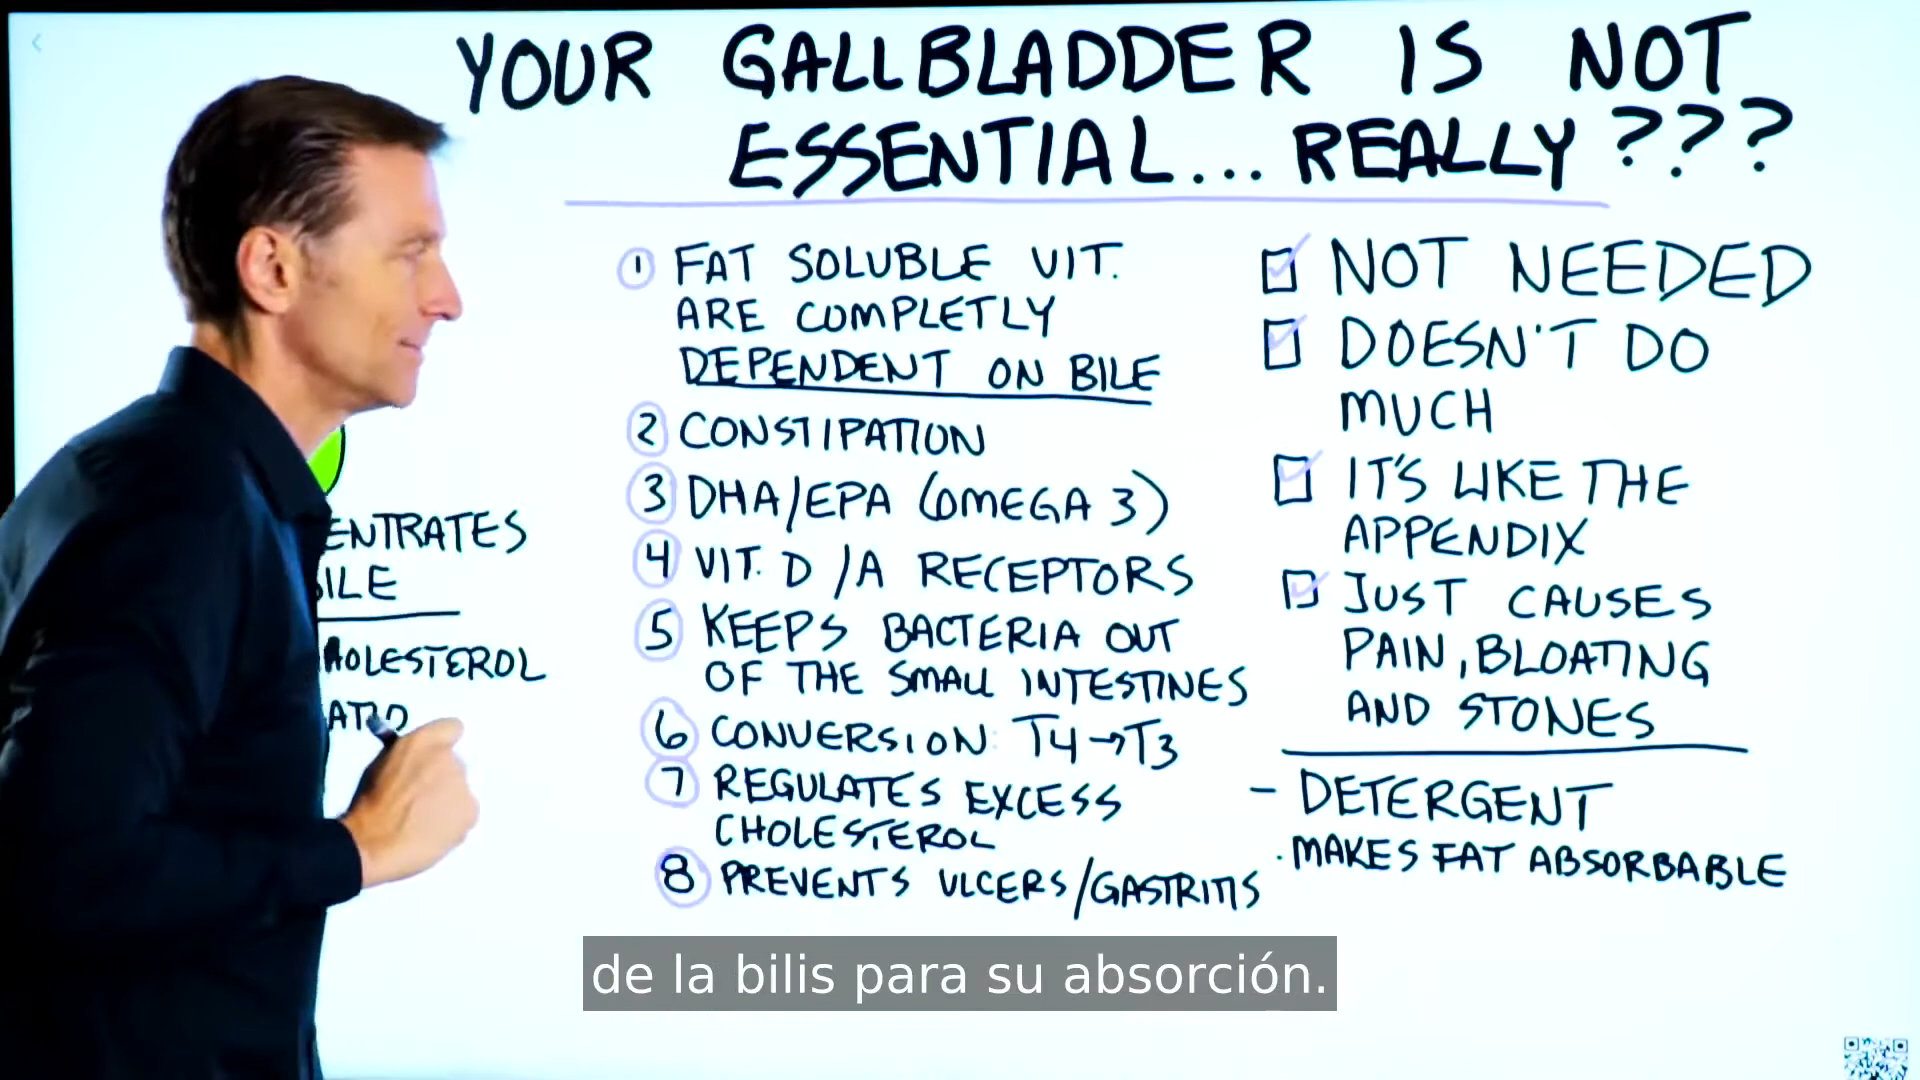 YOUR GALLBLADDER IS NOT
ESSENTIAL... REALLY???
ENTRATES
BILE
HOLESTEROL
ATIO
1 FAT SOLUBLE VIT.
ARE COMPLETLY
DEPENDENT ON BILE
2 CONSTIPATION
3 DHA/EPA (OMEGA 3)
4 VIT. D /A RECEPTORS
5 KEEPS BACTERIA OUT
OF THE SMALL INTESTINES
6 CONVERSION: T4→T3
7 REGULATES EXCESS
CHOLESTEROL
8 PREVENTS ULCERS/GASTRITIS
NOT NEEDED
DOESN'T DO
MUCH
IT'S LIKE THE
APPENDIX
JUST CAUSES
PAIN, BLOATING
AND STONES
- DETERGENT
· MAKES FAT ABSORBABLE
de la bilis para su absorción.